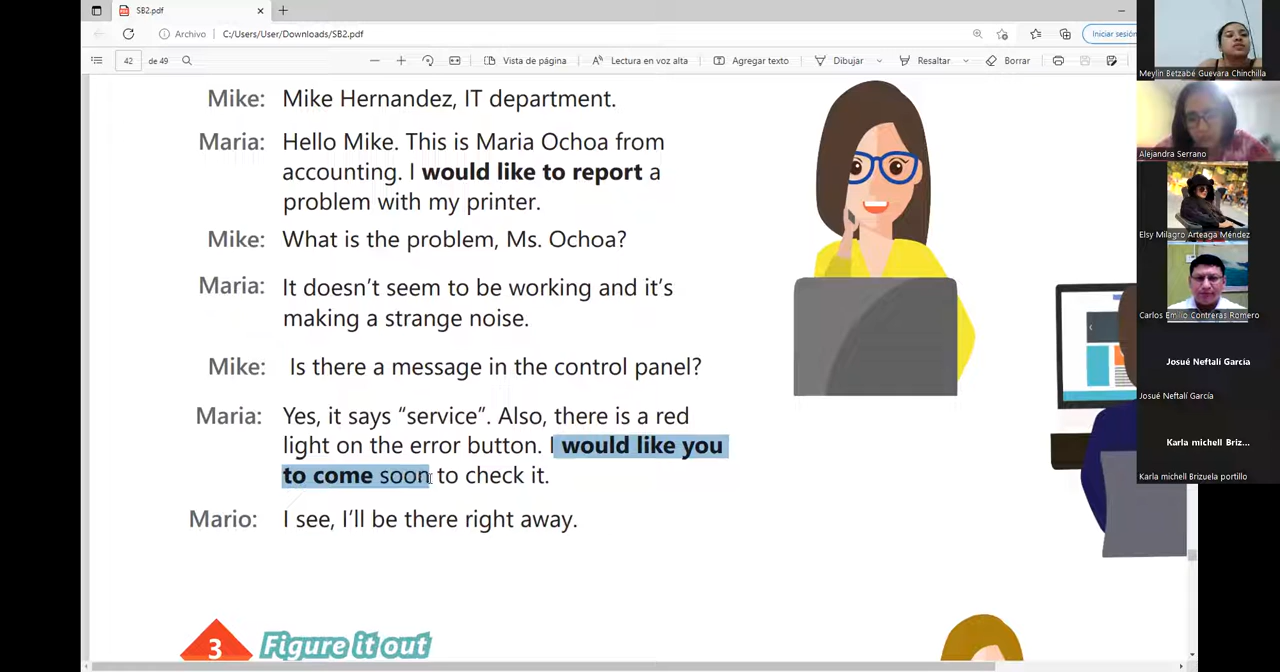 SB2.pdf
Archivo
C:/Users/User/Downloads/SB2.pdf
Iniciar sesión
42 de 49
Vista de página
Lectura en voz alta
Agregar texto
Dibujar
Resaltar
Borrar
Mike: Mike Hernandez, IT department.
Maria: Hello Mike. This is Maria Ochoa from
accounting. I would like to report a
problem with my printer.
Mike: What is the problem, Ms. Ochoa?
Maria: It doesn't seem to be working and it's
making a strange noise.
Mike: Is there a message in the control panel?
Maria: Yes, it says “service”. Also, there is a red
light on the error button. I would like you
to come soon to check it.
Mario: I see, I'll be there right away.
3 Figure it out
Meylin Betzabé Guevara Chinchilla
Alejandra Serrano
Elsy Milagro Arteaga Méndez
Carlos Emilio Contreras Romero
Josué Neftalí García
Josué Neftalí García
Karla michell Briz...
Karla michell Brizuela portillo